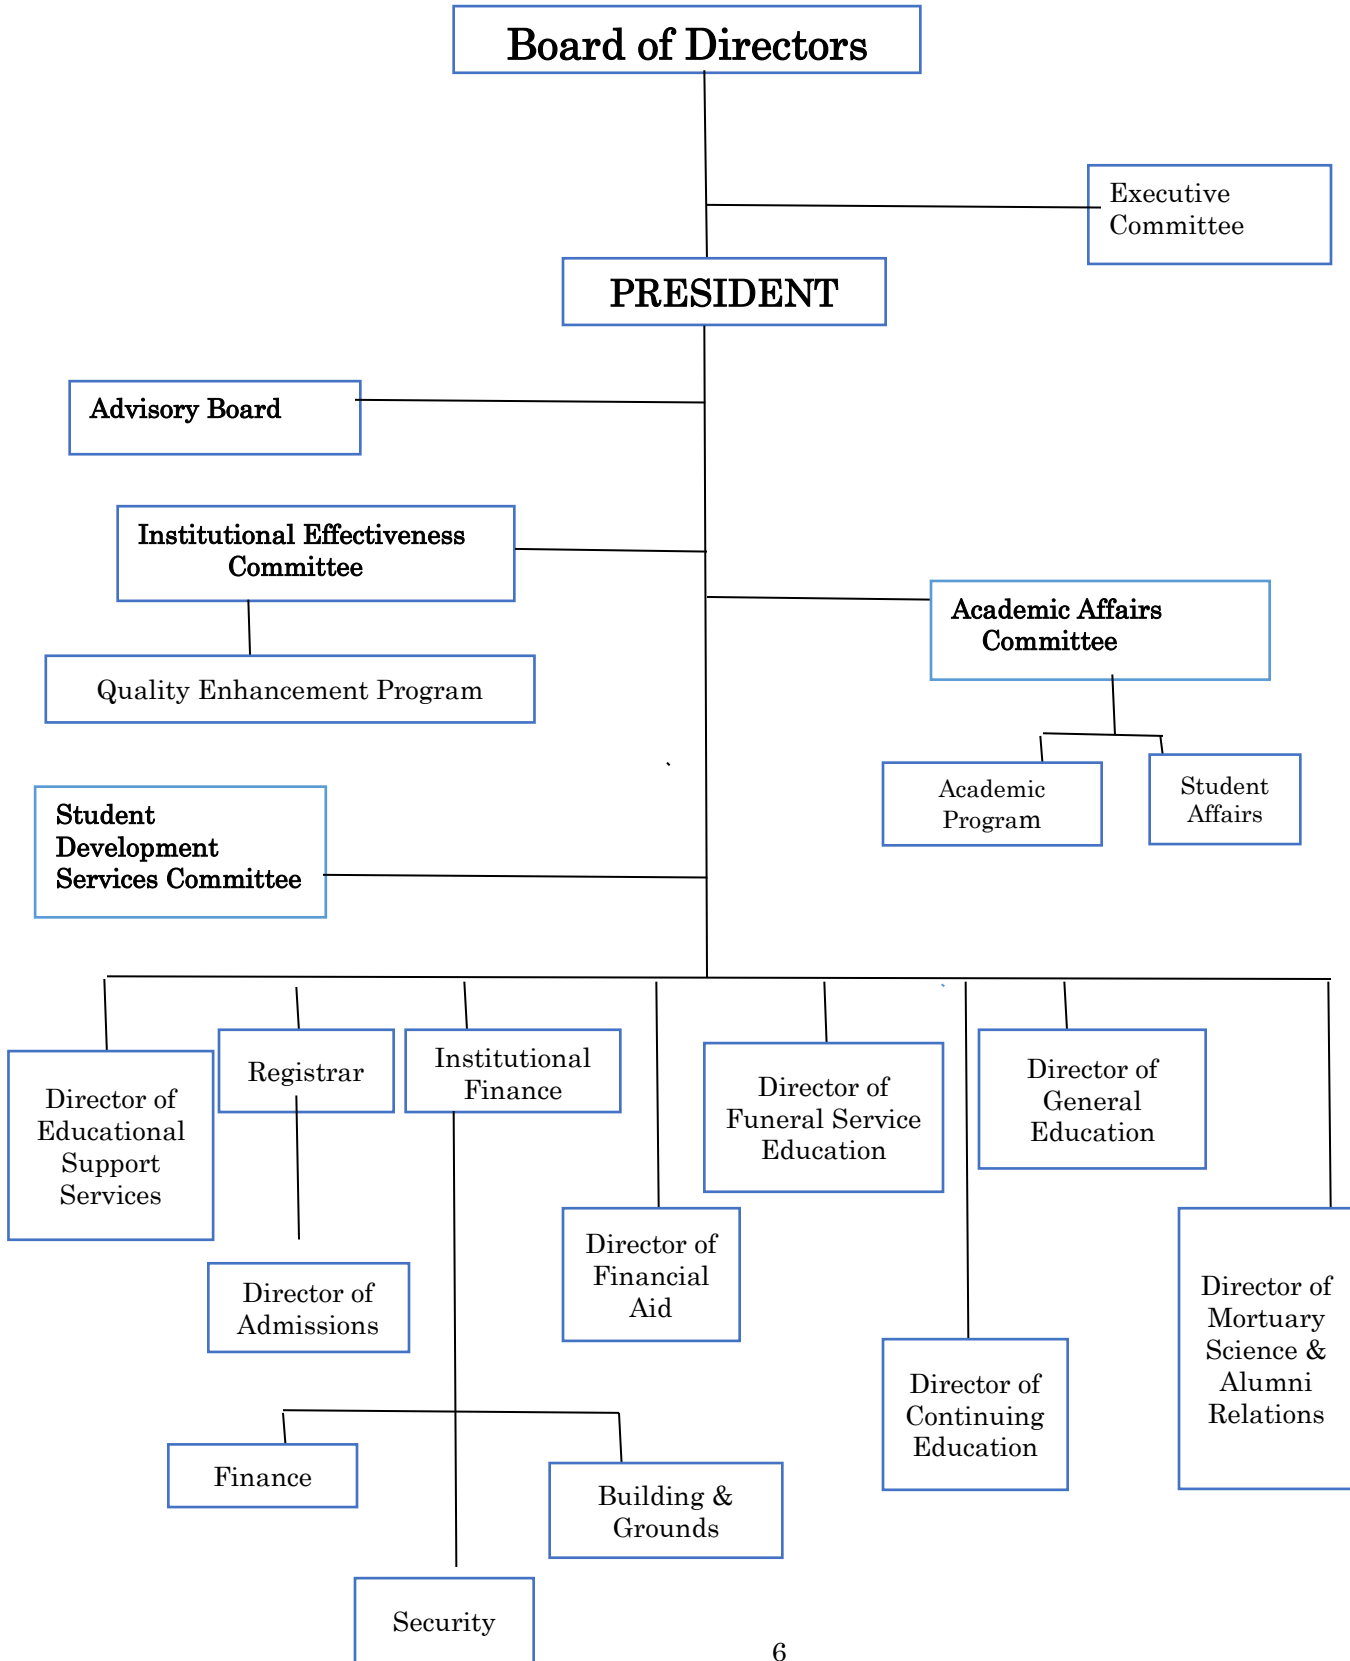 Board of Directors
Executive
Committee
PRESIDENT
Advisory Board
Institutional Effectiveness
Committee
Academic Affairs
Committee
Quality Enhancement Program
Academic
Program
Student
Affairs
Student
Development
Services Committee
Director of
Educational
Support
Services
Registrar
Institutional
Finance
Director of
Funeral Service
Education
Director of
General
Education
Director of
Admissions
Director of
Financial
Aid
Director of
Continuing
Education
Director of
Mortuary
Science &
Alumni
Relations
Finance
Building &
Grounds
Security
6